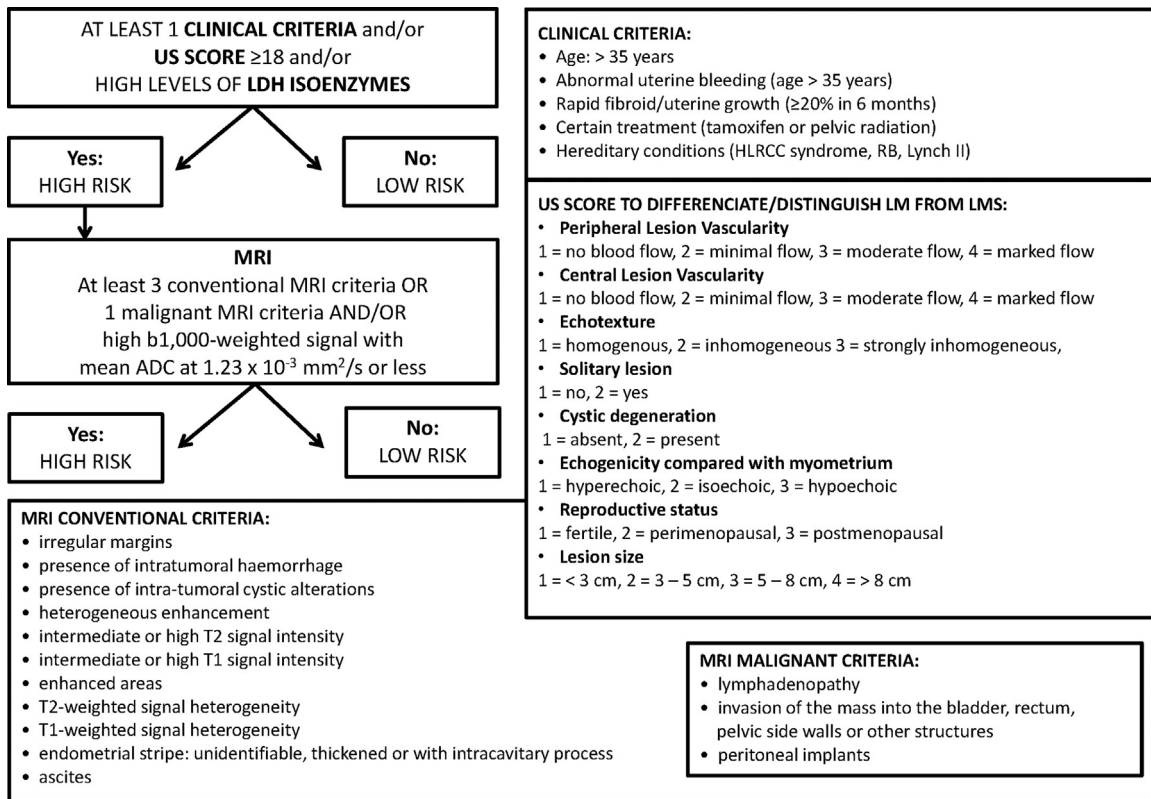 AT LEAST 1 CLINICAL CRITERIA and/or
US SCORE ≥18 and/or
HIGH LEVELS OF LDH ISOENZYMES
Yes:
HIGH RISK
No:
LOW RISK
MRI
At least 3 conventional MRI criteria OR
1 malignant MRI criteria AND/OR
high b1,000-weighted signal with
mean ADC at 1.23 x 10⁻³ mm²/s or less
Yes:
HIGH RISK
No:
LOW RISK
CLINICAL CRITERIA:
• Age: > 35 years
• Abnormal uterine bleeding (age > 35 years)
• Rapid fibroid/uterine growth (≥20% in 6 months)
• Certain treatment (tamoxifen or pelvic radiation)
• Hereditary conditions (HLRCC syndrome, RB, Lynch II)
US SCORE TO DIFFERENCIATE/DISTINGUISH LM FROM LMS:
• Peripheral Lesion Vascularity
1 = no blood flow, 2 = minimal flow, 3 = moderate flow, 4 = marked flow
• Central Lesion Vascularity
1 = no blood flow, 2 = minimal flow, 3 = moderate flow, 4 = marked flow
• Echotexture
1 = homogenous, 2 = inhomogeneous 3 = strongly inhomogeneous,
• Solitary lesion
1 = no, 2 = yes
• Cystic degeneration
1 = absent, 2 = present
• Echogenicity compared with myometrium
1 = hyperechoic, 2 = isoechoic, 3 = hypoechoic
• Reproductive status
1 = fertile, 2 = perimenopausal, 3 = postmenopausal
• Lesion size
1 = < 3 cm, 2 = 3 – 5 cm, 3 = 5 – 8 cm, 4 = > 8 cm
MRI CONVENTIONAL CRITERIA:
• irregular margins
• presence of intratumoral haemorrhage
• presence of intra-tumoral cystic alterations
• heterogeneous enhancement
• intermediate or high T2 signal intensity
• intermediate or high T1 signal intensity
• enhanced areas
• T2-weighted signal heterogeneity
• T1-weighted signal heterogeneity
• endometrial stripe: unidentifiable, thickened or with intracavitary process
• ascites
MRI MALIGNANT CRITERIA:
• lymphadenopathy
• invasion of the mass into the bladder, rectum,
pelvic side walls or other structures
• peritoneal implants